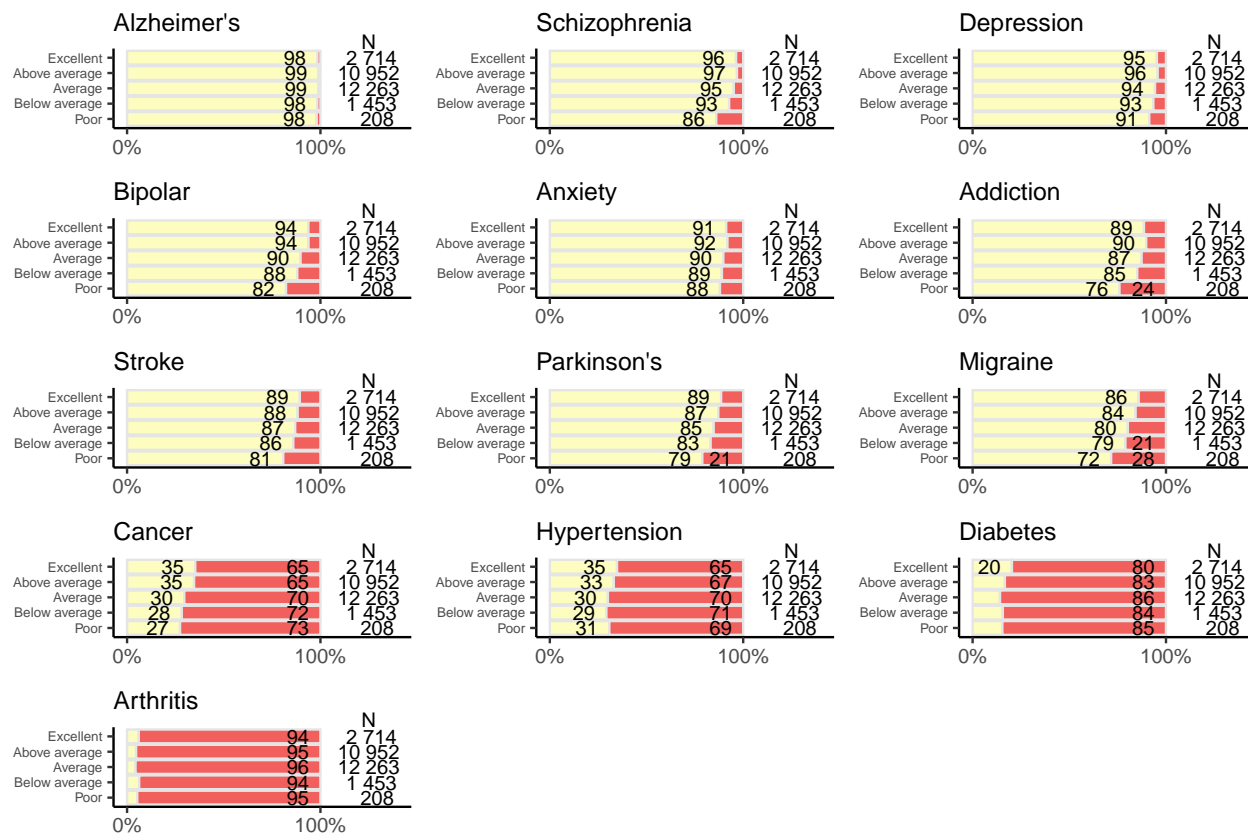 Alzheimer's
N
Excellent 98 2 714
Above average 99 10 952
Average 99 12 263
Below average 98 1 453
Poor 98 208
0% 100%
Schizophrenia
N
Excellent 96 2 714
Above average 97 10 952
Average 95 12 263
Below average 93 1 453
Poor 86 208
0% 100%
Depression
N
Excellent 95 2 714
Above average 96 10 952
Average 94 12 263
Below average 93 1 453
Poor 91 208
0% 100%
Bipolar
N
Excellent 94 2 714
Above average 94 10 952
Average 90 12 263
Below average 88 1 453
Poor 82 208
0% 100%
Anxiety
N
Excellent 91 2 714
Above average 92 10 952
Average 90 12 263
Below average 89 1 453
Poor 88 208
0% 100%
Addiction
N
Excellent 89 2 714
Above average 90 10 952
Average 87 12 263
Below average 85 1 453
Poor 76 24 208
0% 100%
Stroke
N
Excellent 89 2 714
Above average 88 10 952
Average 87 12 263
Below average 86 1 453
Poor 81 208
0% 100%
Parkinson's
N
Excellent 89 2 714
Above average 87 10 952
Average 85 12 263
Below average 83 1 453
Poor 79 21 208
0% 100%
Migraine
N
Excellent 86 2 714
Above average 84 10 952
Average 80 12 263
Below average 79 21 1 453
Poor 72 28 208
0% 100%
Cancer
N
Excellent 35 65 2 714
Above average 35 65 10 952
Average 30 70 12 263
Below average 28 72 1 453
Poor 27 73 208
0% 100%
Hypertension
N
Excellent 35 65 2 714
Above average 33 67 10 952
Average 30 70 12 263
Below average 29 71 1 453
Poor 31 69 208
0% 100%
Diabetes
N
Excellent 20 80 2 714
Above average 83 10 952
Average 86 12 263
Below average 84 1 453
Poor 85 208
0% 100%
Arthritis
N
Excellent 94 2 714
Above average 95 10 952
Average 96 12 263
Below average 94 1 453
Poor 95 208
0% 100%